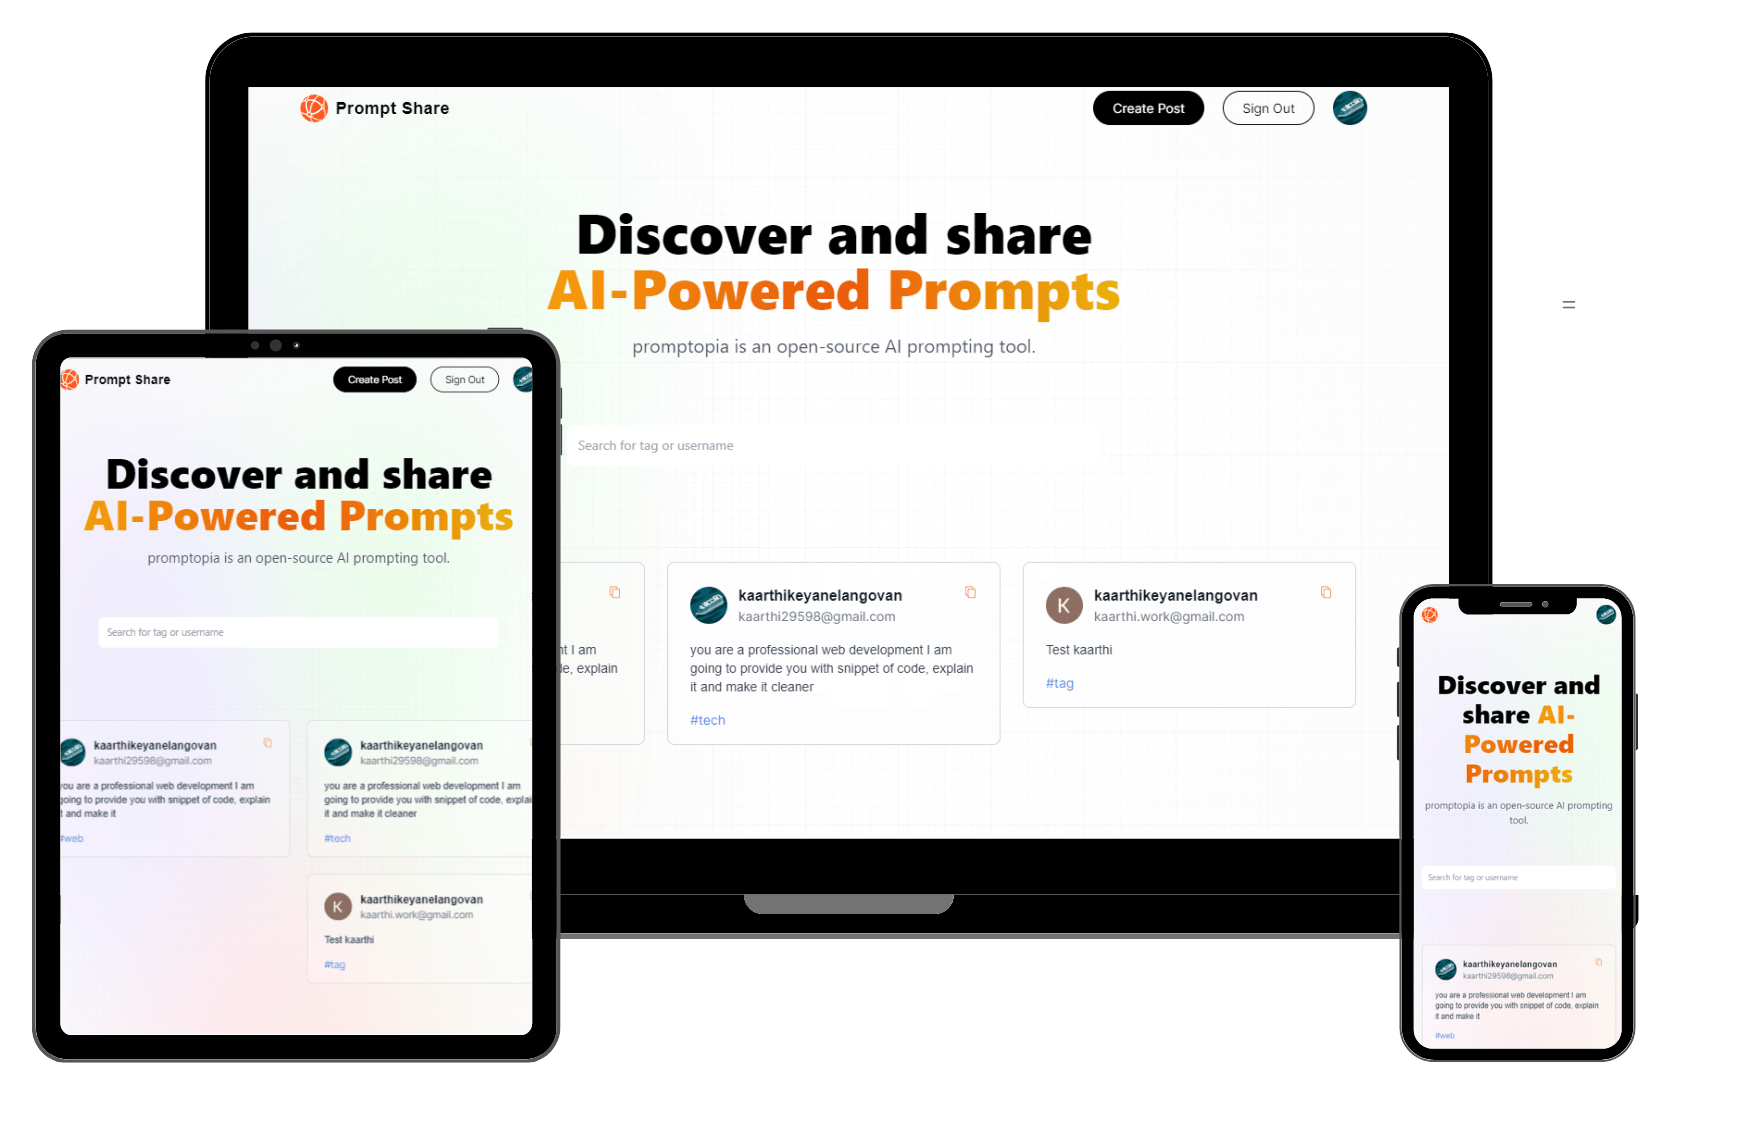 Prompt Share
Create Post
Sign Out
Discover and share
AI-Powered Prompts
promptopia is an open-source AI prompting tool.
Search for tag or username
I am
explain
kaarthikeyanelangovan
kaarthi29598@gmail.com
you are a professional web development I am
going to provide you with snippet of code, explain
it and make it cleaner
#tech
K
kaarthikeyanelangovan
kaarthi.work@gmail.com
Test kaarthi
#tag
Prompt Share
Create Post
Sign Out
Discover and share
AI-Powered Prompts
promptopia is an open-source AI prompting tool.
Search for tag or username
kaarthikeyanelangovan
kaarthi29598@gmail.com
you are a professional web development I am
going to provide you with snippet of code, explain
it and make it
#web
kaarthikeyanelangovan
kaarthi29598@gmail.com
you are a professional web development I am
going to provide you with snippet of code, explai
it and make it cleaner
#tech
K
kaarthikeyanelangovan
kaarthi.work@gmail.com
Test kaarthi
#tag
Discover and
share AI-
Powered
Prompts
promptopia is an open-source AI prompting
tool.
Search for tag or username
kaarthikeyanelangovan
kaarthi29598@gmail.com
you are a professional web development I am
going to provide you with snippet of code, explain
it and make it
#web